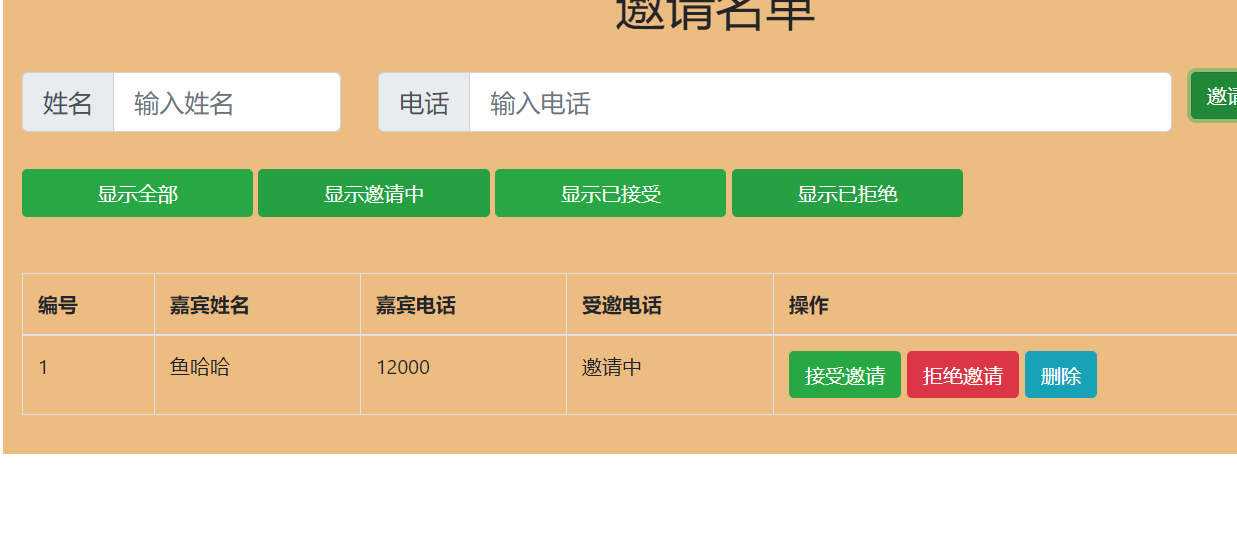 邀请名单
姓名 输入姓名 电话 输入电话 邀
显示全部 显示邀请中 显示已接受 显示已拒绝
编号 嘉宾姓名 嘉宾电话 受邀电话 操作
1 鱼哈哈 12000 邀请中 接受邀请 拒绝邀请 删除